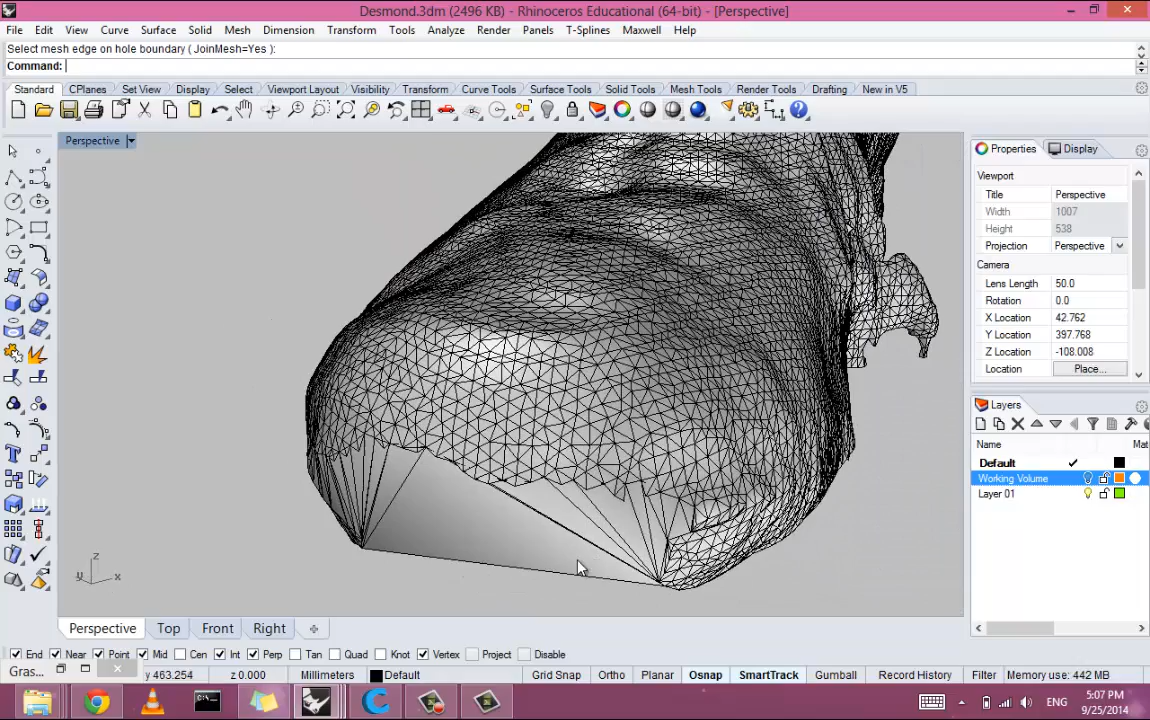 Desmond.3dm (2496 KB) - Rhinoceros Educational (64-bit) - [Perspective]
File Edit View Curve Surface Solid Mesh Dimension Transform Tools Analyze Render Panels T-Splines Maxwell Help
Select mesh edge on hole boundary ( JoinMesh=Yes ):
Command:
Standard CPlanes Set View Display Select Viewport Layout Visibility Transform Curve Tools Surface Tools Solid Tools Mesh Tools Render Tools Drafting New in V5
Perspective
Properties Display
Viewport
Title Perspective
Width 1007
Height 538
Projection Perspective
Camera
Lens Length 50.0
Rotation 0.0
X Location 42.762
Y Location 397.768
Z Location -108.008
Location Place...
Layers
Name Mat
Default
Working Volume
Layer 01
z
y x
Perspective Top Front Right
End Near Point Mid Cen Int Perp Tan Quad Knot Vertex Project Disable
Gras...
y 463.254 z 0.000 Millimeters Default Grid Snap Ortho Planar Osnap SmartTrack Gumball Record History Filter Memory use: 442 MB
ENG
5:07 PM
9/25/2014